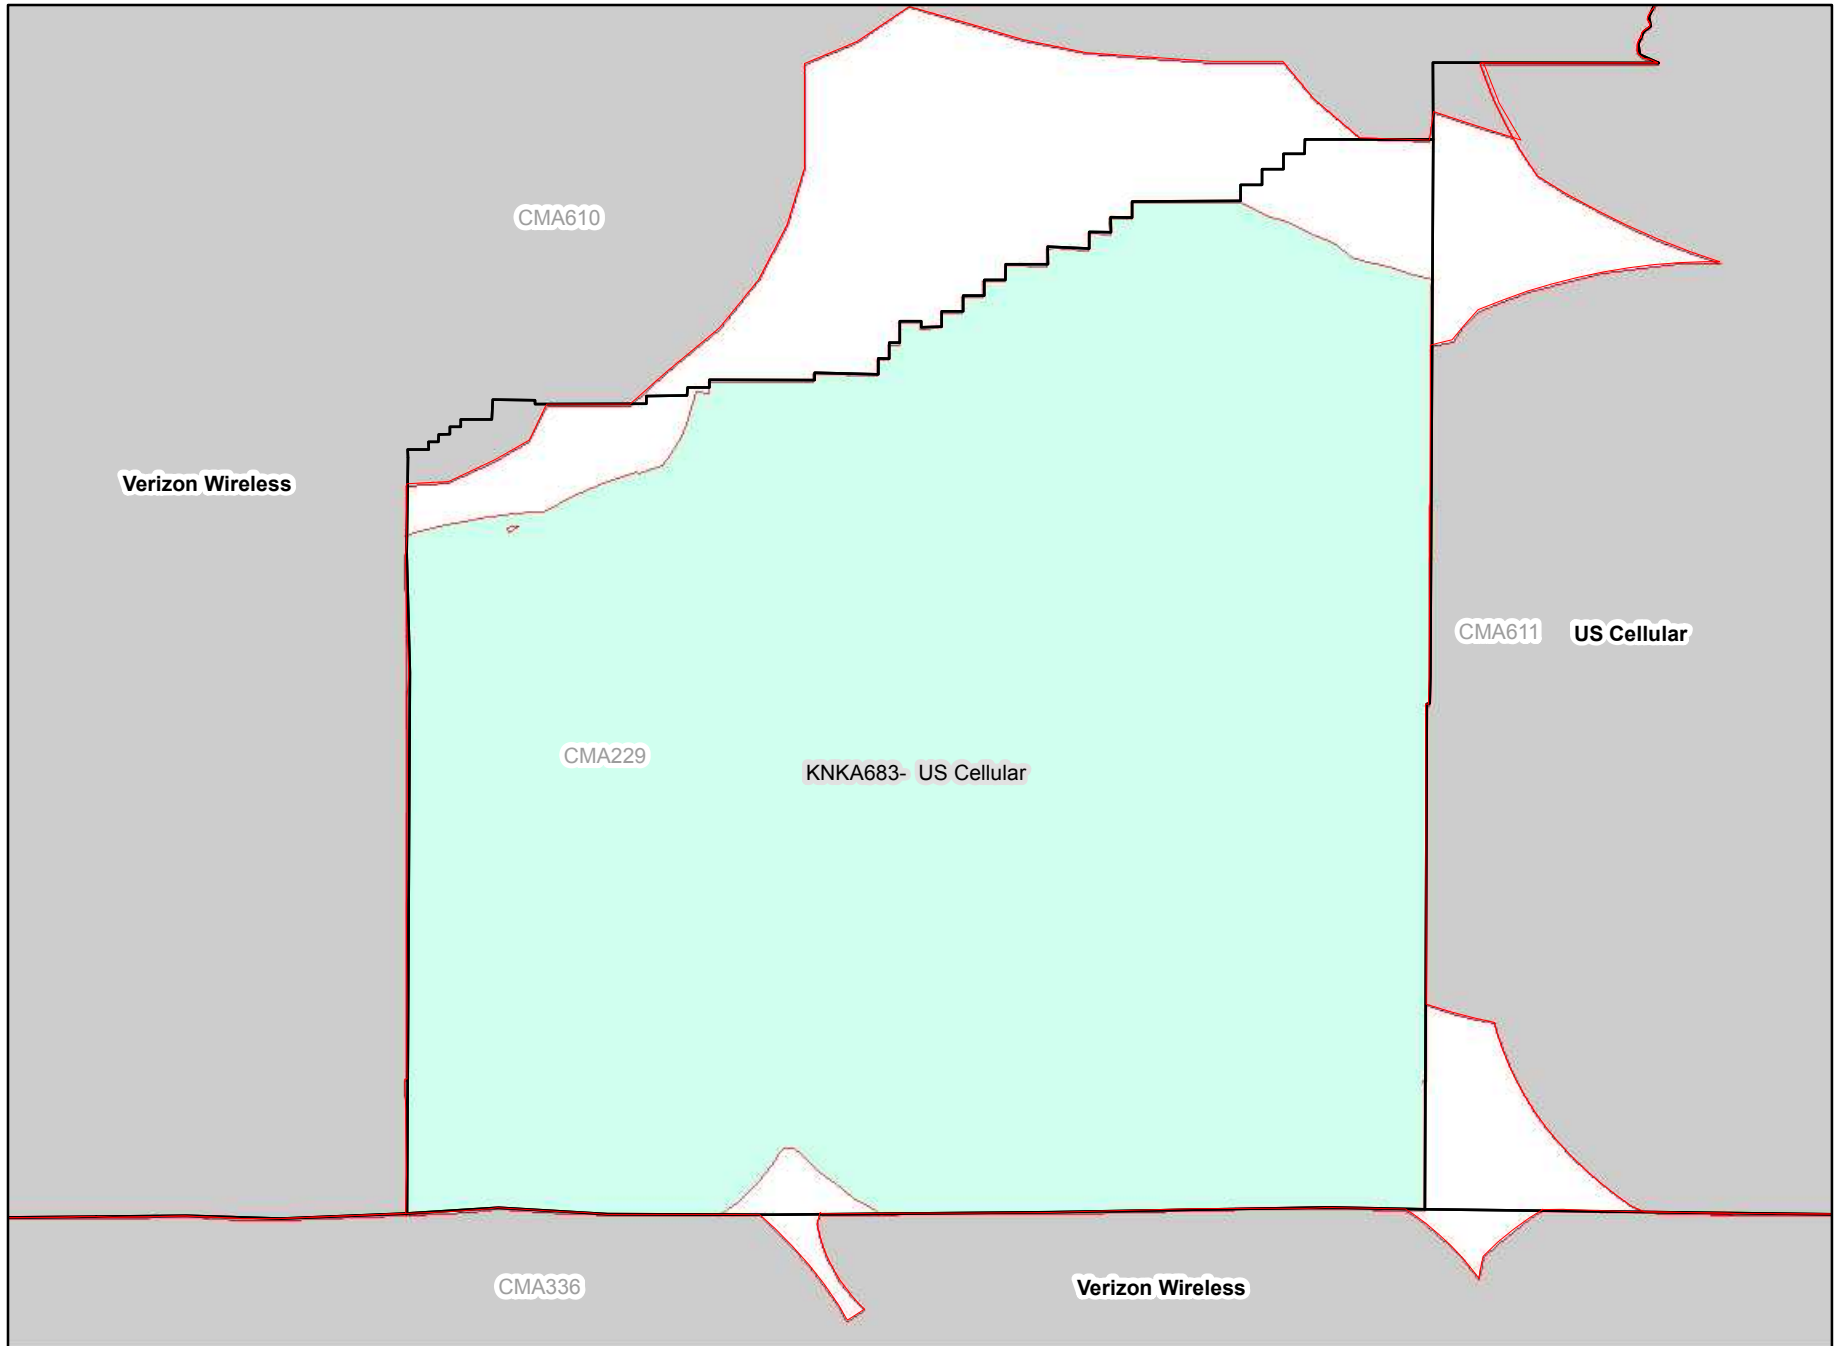 CMA610
Verizon Wireless
CMA611 US Cellular
CMA229
KNKA683- US Cellular
CMA336
Verizon Wireless